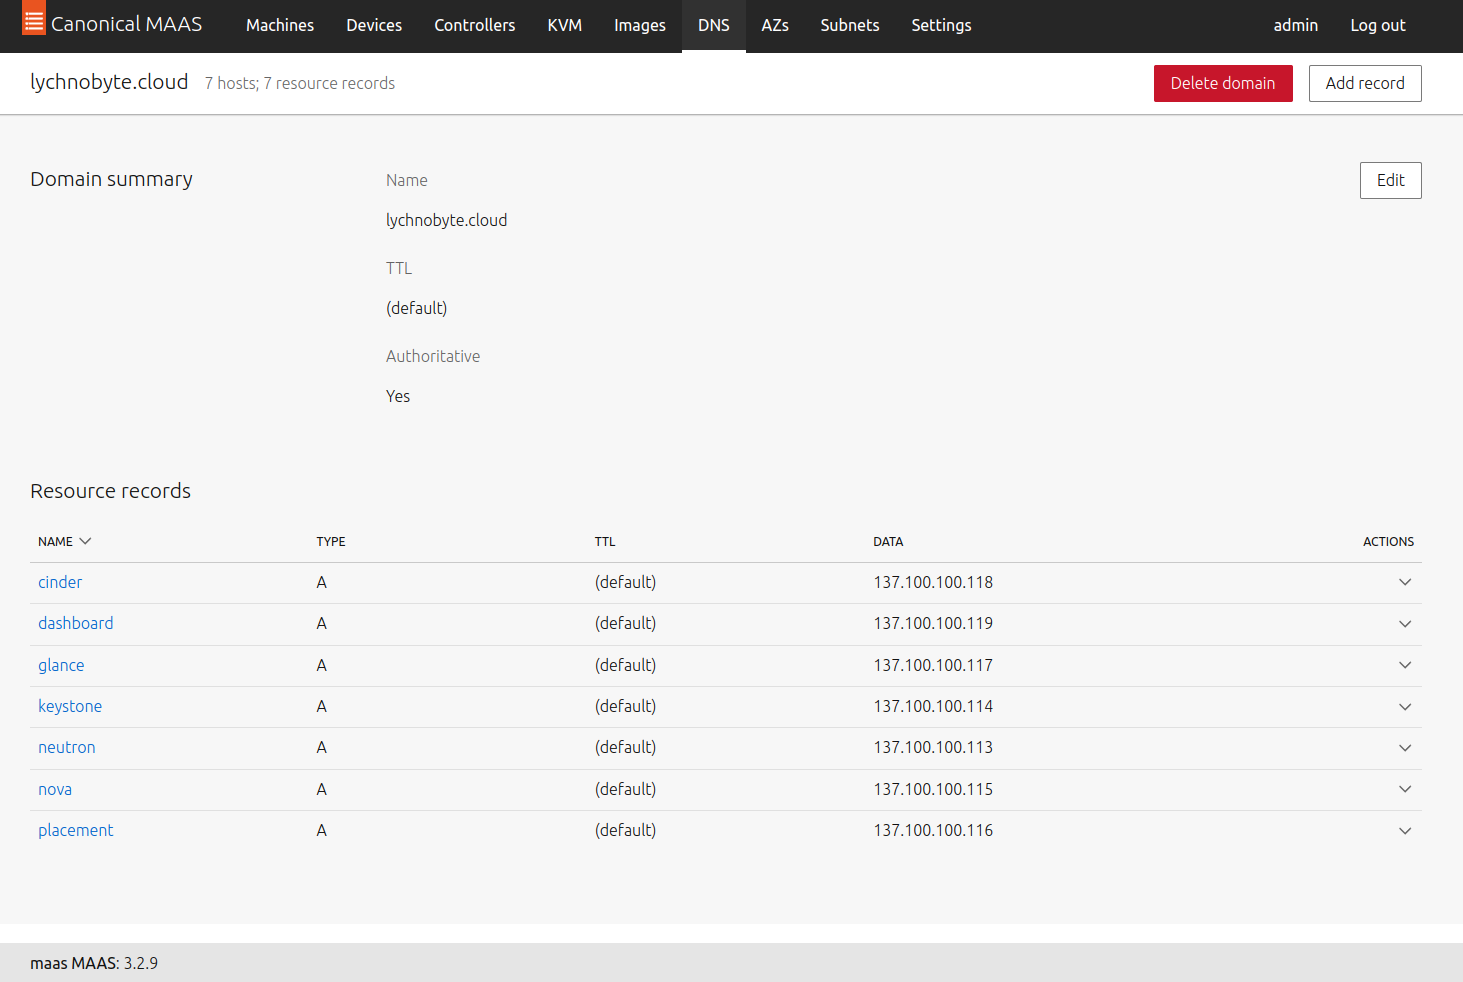 Canonical MAAS Machines Devices Controllers KVM Images DNS AZs Subnets Settings admin Log out
lychnobyte.cloud 7 hosts; 7 resource records Delete domain Add record
Domain summary Name Edit
lychnobyte.cloud
TTL
(default)
Authoritative
Yes
Resource records
NAME TYPE TTL DATA ACTIONS
cinder A (default) 137.100.100.118
dashboard A (default) 137.100.100.119
glance A (default) 137.100.100.117
keystone A (default) 137.100.100.114
neutron A (default) 137.100.100.113
nova A (default) 137.100.100.115
placement A (default) 137.100.100.116
maas MAAS: 3.2.9